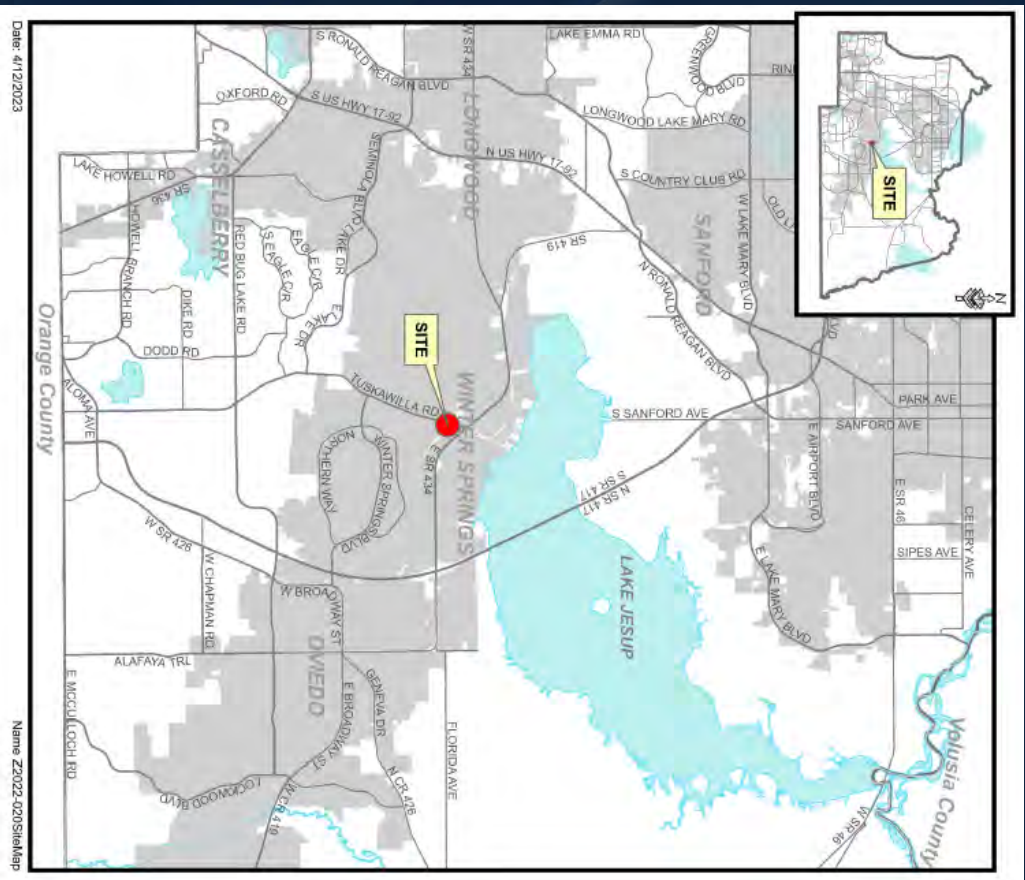 N
SITE
W SR 434
LONGWOOD
LAKE EMMA RD
GREENWOOD BLVD
RIN
S RONALD REAGAN BLVD
OXFORD RD
S US HWY 17-92
LONGWOOD LAKE MARY RD
CASSELBERRY
SEMINOLA BLVD
N US HWY 17-92
S COUNTRY CLUB RD
LAKE HOWELL RD
SR 436
W LAKE MARY BLVD
OLD L
HOWELL BRANCH RD
RED BUG LAKE RD
EAGLE CIR
S EAGLE CIR
LAKE DR
E LAKE DR
SR 419
SANFORD
N RONALD REAGAN BLVD
DIKE RD
DODD RD
SITE
Orange County
ALOMA AVE
TUSKAWILLA RD
WINTER SPRINGS
S SANFORD AVE
PARK AVE
SANFORD AVE
E SR 434
NORTHERN WAY
WINTER SPRINGS BLVD
S SR 417
N SR 417
E AIRPORT BLVD
E SR 46
CELERY AVE
SIPES AVE
W SR 426
W CHAPMAN RD
W BROADWAY ST
LAKE JESUP
E LAKE MARY BLVD
ALAFAYA TRL
OVIEDO
E MCCULLOCH RD
E BROADWAY ST
GENEVA DR
FLORIDA AVE
N CR 426
LOCKWOOD BLVD
W CR 419
W SR 46
Volusia County
Date: 4/12/2023
Name Z2022-020SiteMap